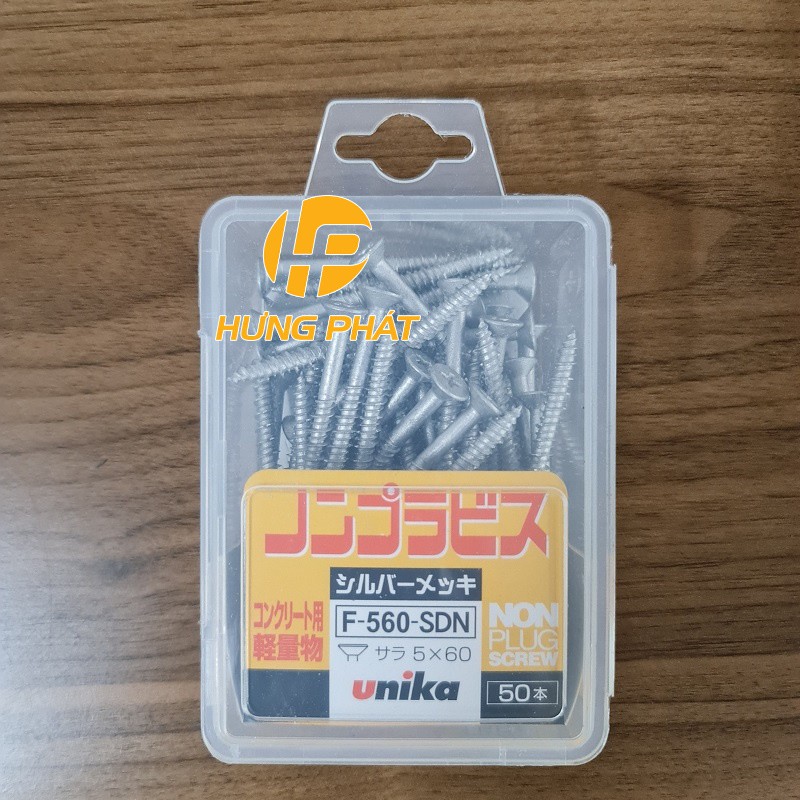 HP
HƯNG PHÁT
ノンプラビス
シルバーメッキ
コンクリート用
軽量物
F-560-SDN
サラ 5×60
unika
NON
PLUG
SCREW
50本